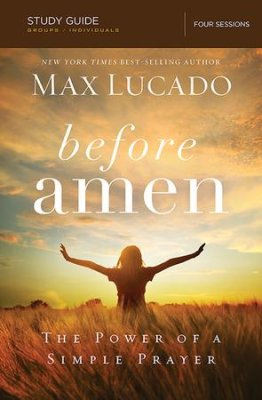 STUDY GUIDE
GROUPS / INDIVIDUALS
FOUR SESSIONS
NEW YORK TIMES BEST-SELLING AUTHOR
MAX LUCADO
before
amen
THE POWER OF A
SIMPLE PRAYER